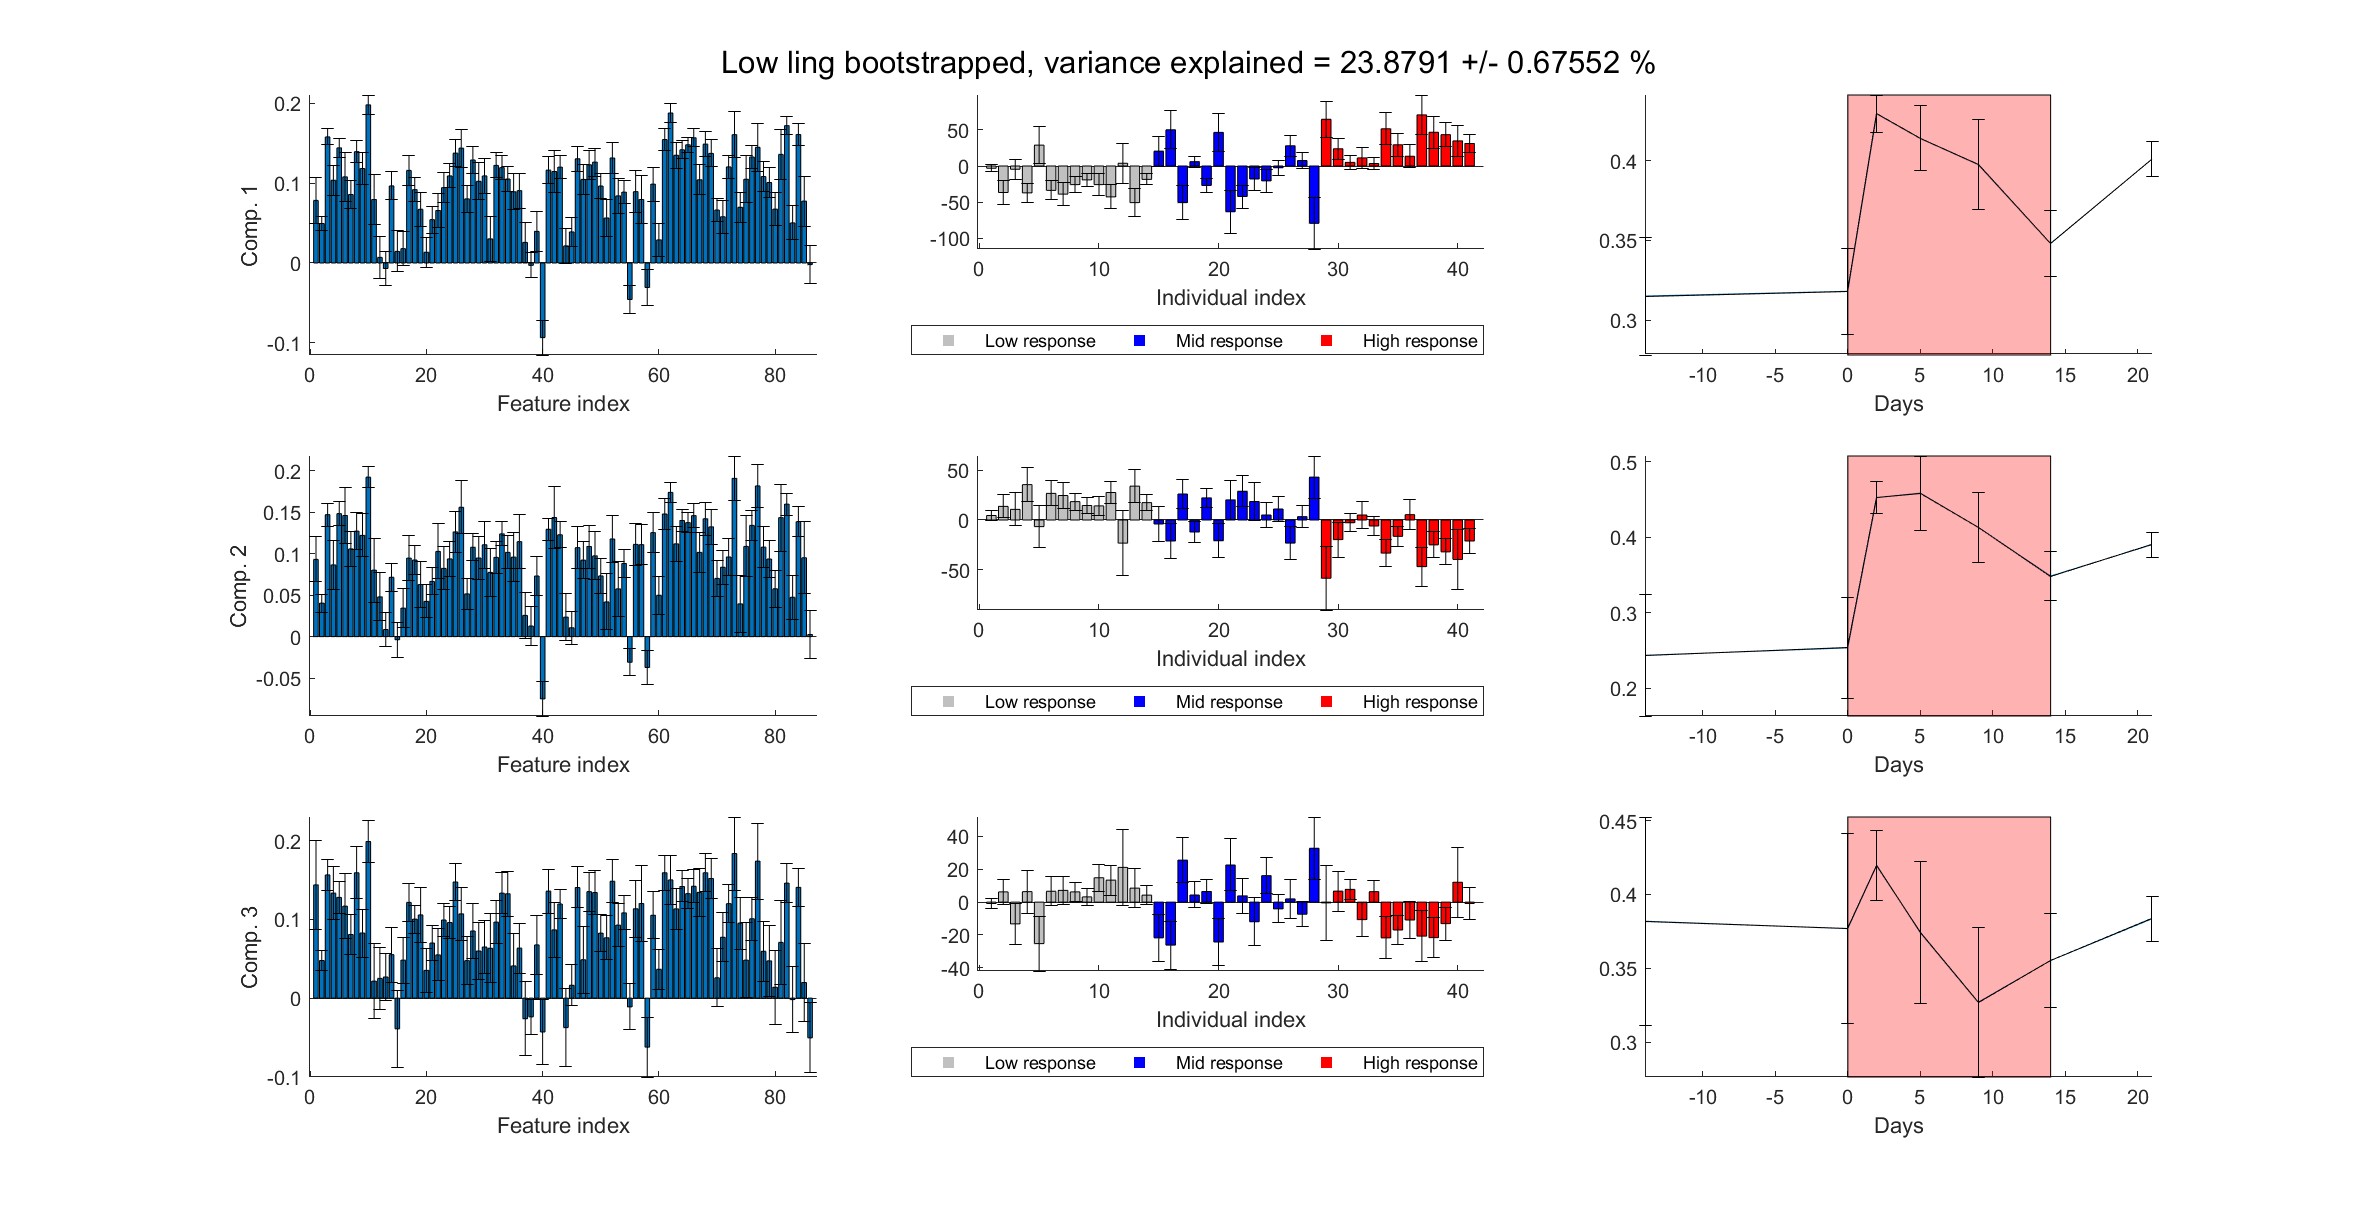 Low ling bootstrapped, variance explained = 23.8791 +/- 0.67552 %
Comp. 1
0.2
0.1
0
-0.1
0 20 40 60 80
Feature index
50
0
-50
-100
0 10 20 30 40
Individual index
Low response Mid response High response
0.4
0.35
0.3
-10 -5 0 5 10 15 20
Days
Comp. 2
0.2
0.15
0.1
0.05
0
-0.05
0 20 40 60 80
Feature index
50
0
-50
0 10 20 30 40
Individual index
Low response Mid response High response
0.5
0.4
0.3
0.2
-10 -5 0 5 10 15 20
Days
Comp. 3
0.2
0.1
0
-0.1
0 20 40 60 80
Feature index
40
20
0
-20
-40
0 10 20 30 40
Individual index
Low response Mid response High response
0.45
0.4
0.35
0.3
-10 -5 0 5 10 15 20
Days